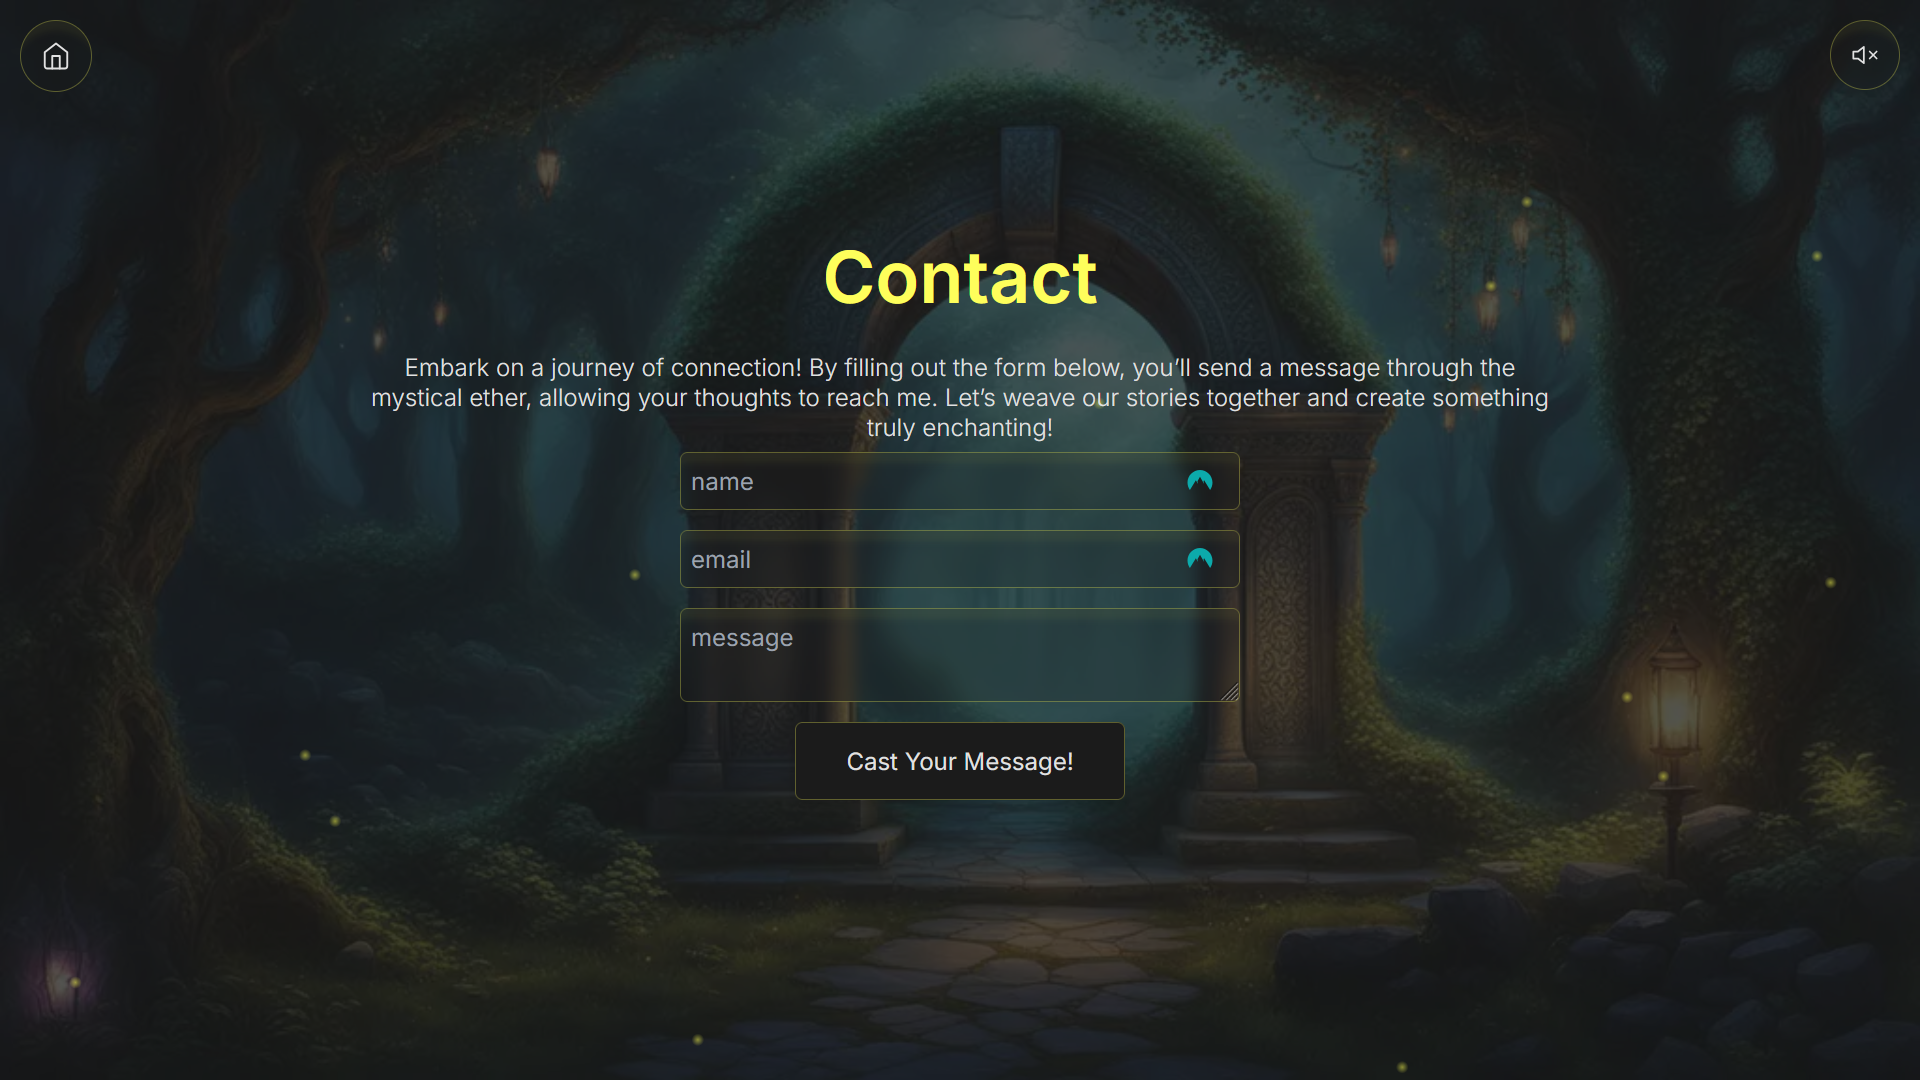 Contact
Embark on a journey of connection! By filling out the form below, you’ll send a message through the
mystical ether, allowing your thoughts to reach me. Let’s weave our stories together and create something
truly enchanting!
name
email
message
Cast Your Message!